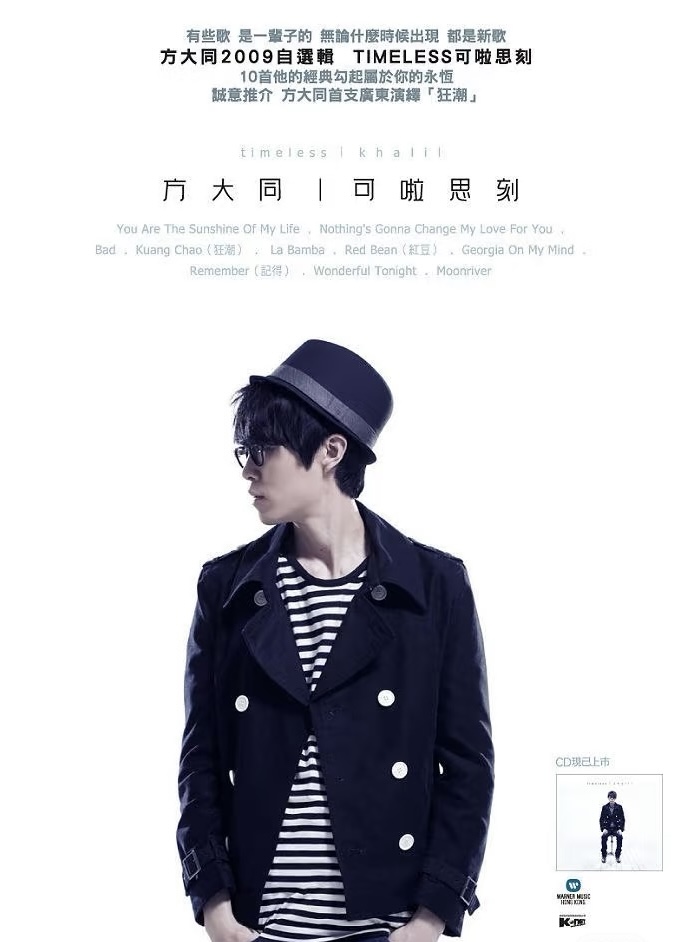 有些歌 是一輩子的 無論什麼時候出現 都是新歌
方大同2009自選輯 TIMELESS可啦思刻
10首他的經典勾起屬於你的永恆
誠意推介 方大同首支廣東演繹「狂潮」
timeless | khalil
方大同 | 可啦思刻
You Are The Sunshine Of My Life . Nothing's Gonna Change My Love For You .
Bad . Kuang Chao（狂潮） . La Bamba . Red Bean（紅豆） . Georgia On My Mind .
Remember（記得） . Wonderful Tonight . Moonriver
CD現已上市
timeless | khalil
WARNER MUSIC
HONG KONG